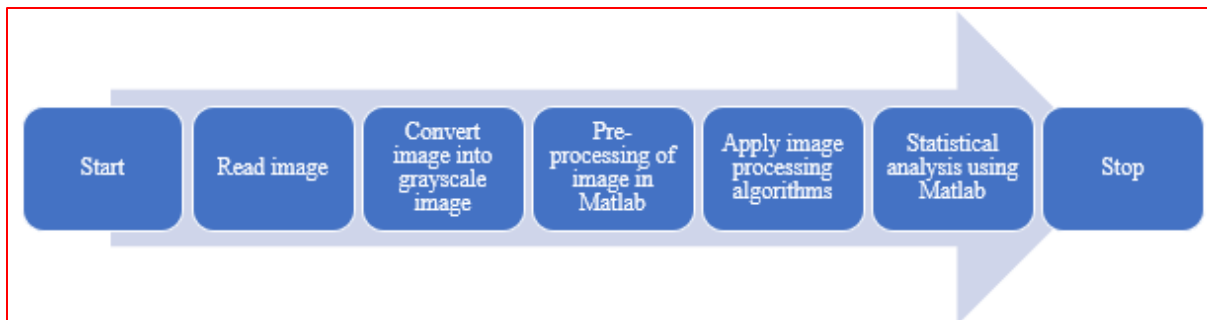 Start
Read image
Convert
image into
grayscale
image
Pre-
processing of
image in
Matlab
Apply image
processing
algorithms
Statistical
analysis using
Matlab
Stop